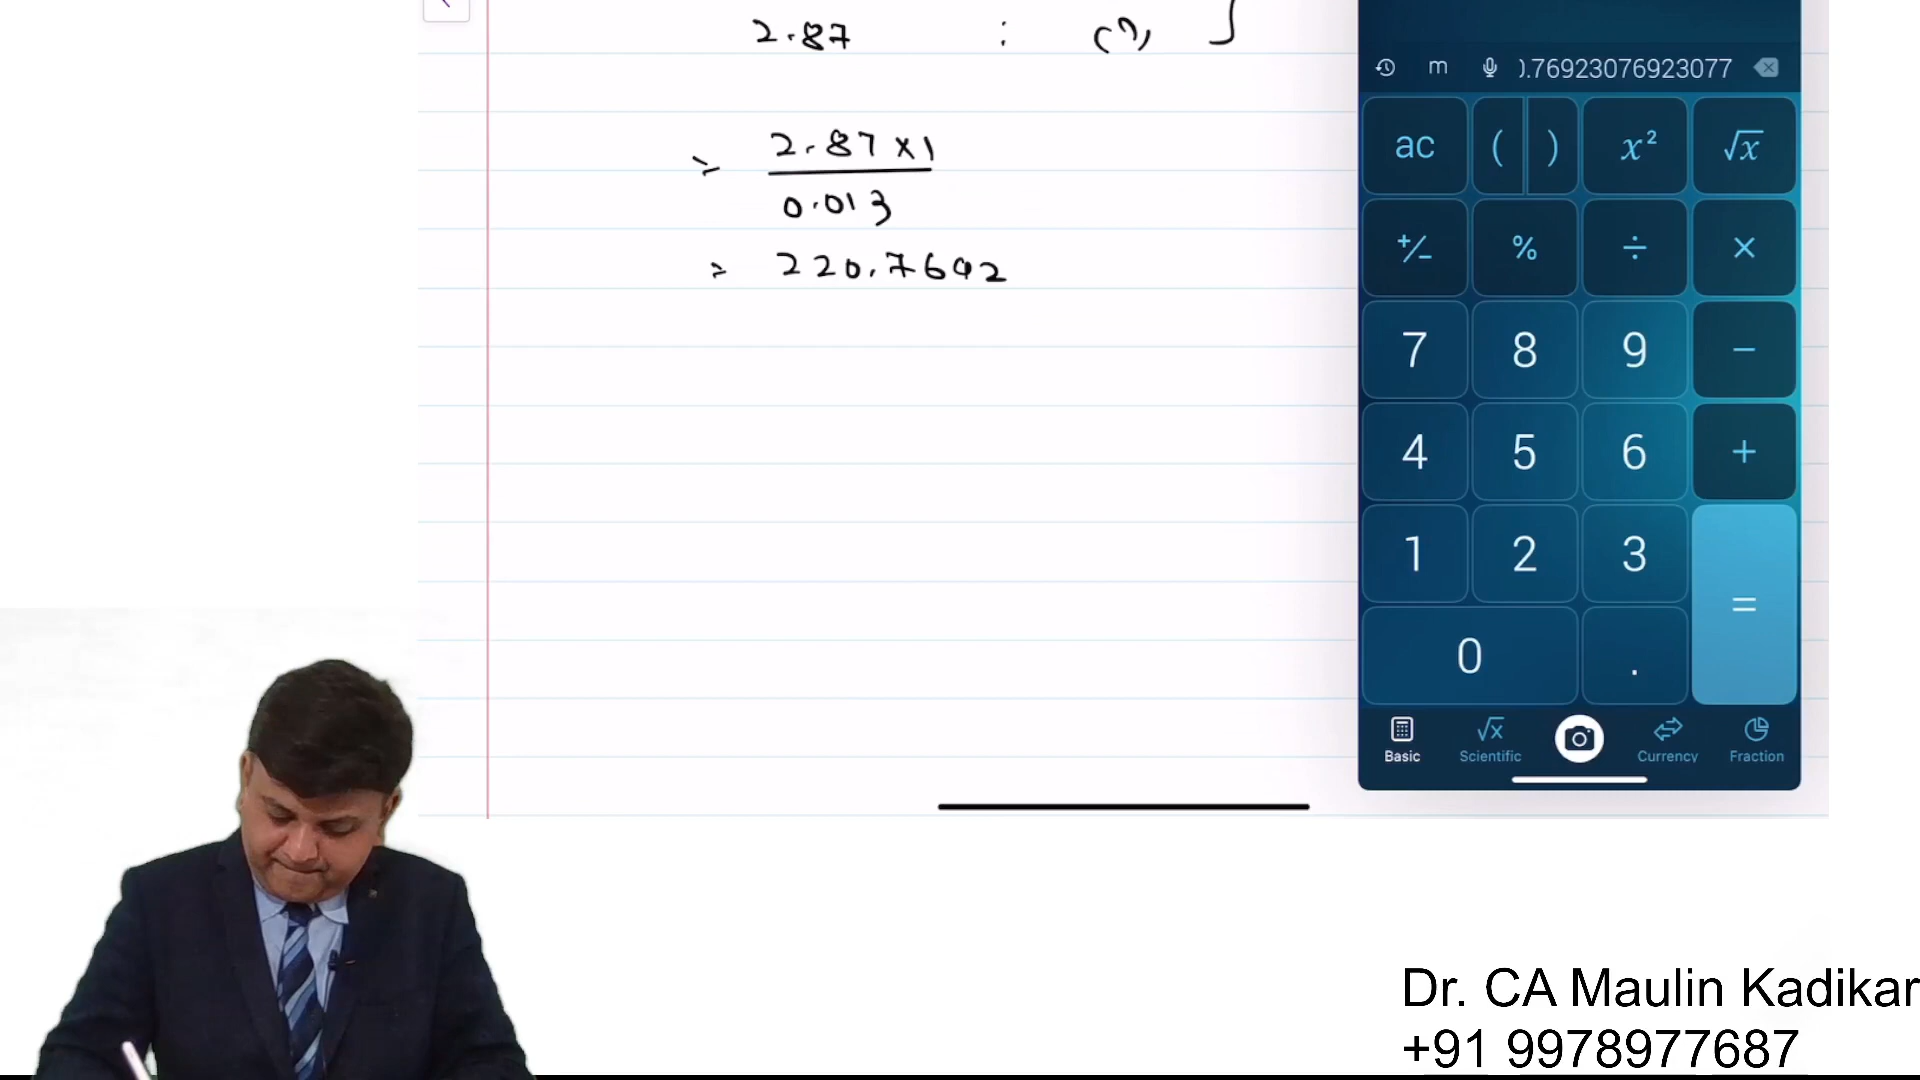 2.87 : (?) ]
m ).76923076923077
= 2.87 × 1
0.013
= 220.7692
ac ( ) x² √x
+/− % ÷ ×
7 8 9 −
4 5 6 +
1 2 3 =
0 .
Basic √x Scientific Currency Fraction
Dr. CA Maulin Kadikar
+91 9978977687